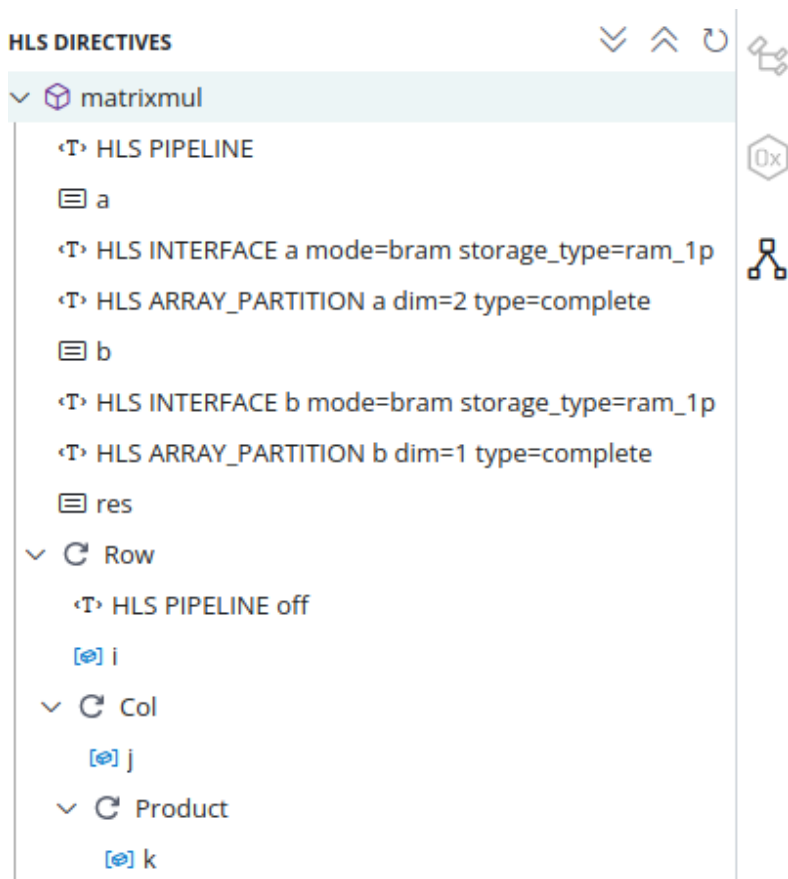 HLS DIRECTIVES
matrixmul
HLS PIPELINE
a
HLS INTERFACE a mode=bram storage_type=ram_1p
HLS ARRAY_PARTITION a dim=2 type=complete
b
HLS INTERFACE b mode=bram storage_type=ram_1p
HLS ARRAY_PARTITION b dim=1 type=complete
res
Row
HLS PIPELINE off
i
Col
j
Product
k
0x